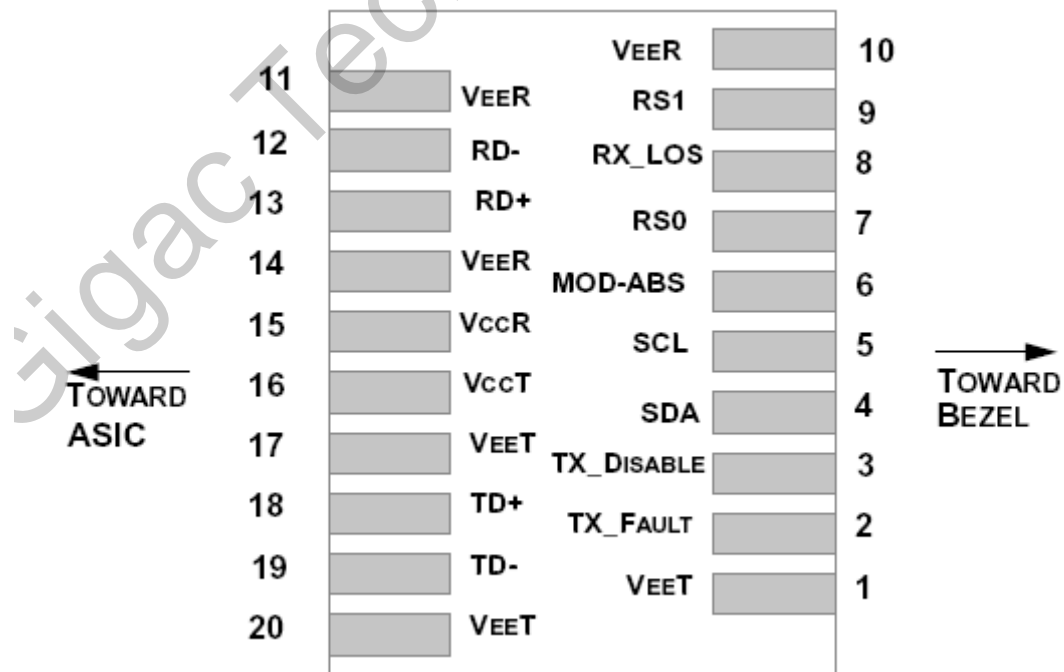 Gigac Tec
11 VEER
12 RD-
13 RD+
14 VEER
15 VCCR
16 VCCT
17 VEET
18 TD+
19 TD-
20 VEET
VEER 10
RS1 9
RX_LOS 8
RS0 7
MOD-ABS 6
SCL 5
SDA 4
TX_DISABLE 3
TX_FAULT 2
VEET 1
TOWARD
ASIC
TOWARD
BEZEL